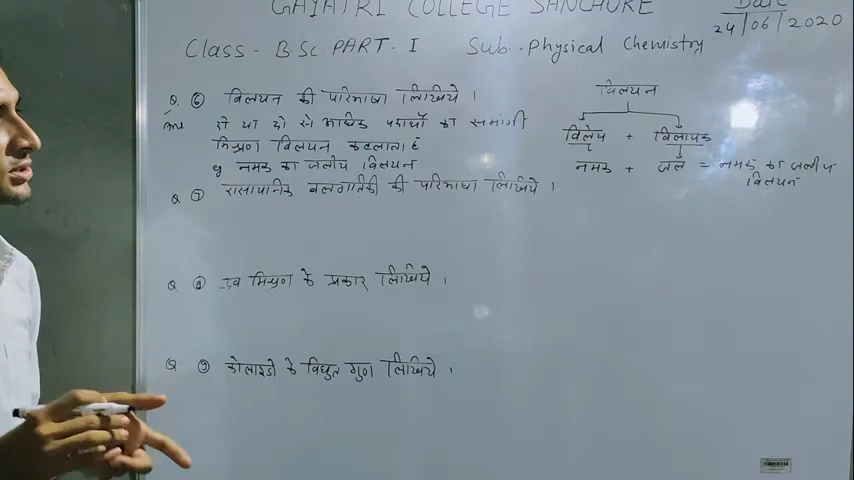 GAYATRI COLLEGE SANCHORE
Date
24/06/2020
Class - B.Sc. PART - I Sub.- Physical Chemistry
Q. 6 विलयन की परिभाषा लिखिये ।
Ans दो या दो से अधिक पदार्थो का समांगी
मिश्रण विलयन कहलाता है
नमक का जलीय विलयन
विलयन
विलेय + विलायक
नमक + जल = नमक का जलीय
विलयन
Q 7 रासायनिक बलगतिकी की परिभाषा लिखिये ।
Q. 8 द्रव मिश्रण के प्रकार लिखिये ।
Q 9 कोलाइडो के विधुत गुण लिखिये ।